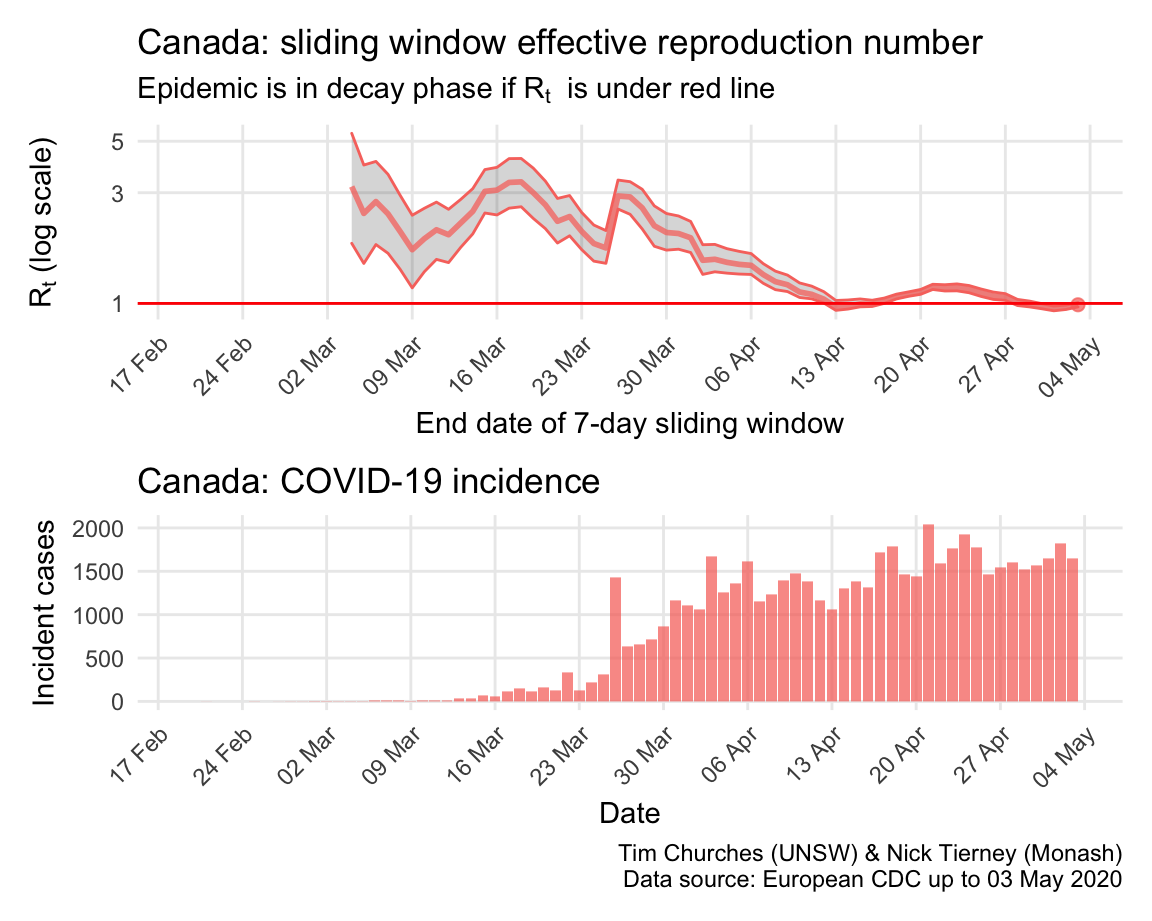 Canada: sliding window effective reproduction number
Epidemic is in decay phase if Rt is under red line
Rt (log scale)
5
3
1
17 Feb
24 Feb
02 Mar
09 Mar
16 Mar
23 Mar
30 Mar
06 Apr
13 Apr
20 Apr
27 Apr
04 May
End date of 7-day sliding window
Canada: COVID-19 incidence
Incident cases
2000
1500
1000
500
0
17 Feb
24 Feb
02 Mar
09 Mar
16 Mar
23 Mar
30 Mar
06 Apr
13 Apr
20 Apr
27 Apr
04 May
Date
Tim Churches (UNSW) & Nick Tierney (Monash)
Data source: European CDC up to 03 May 2020